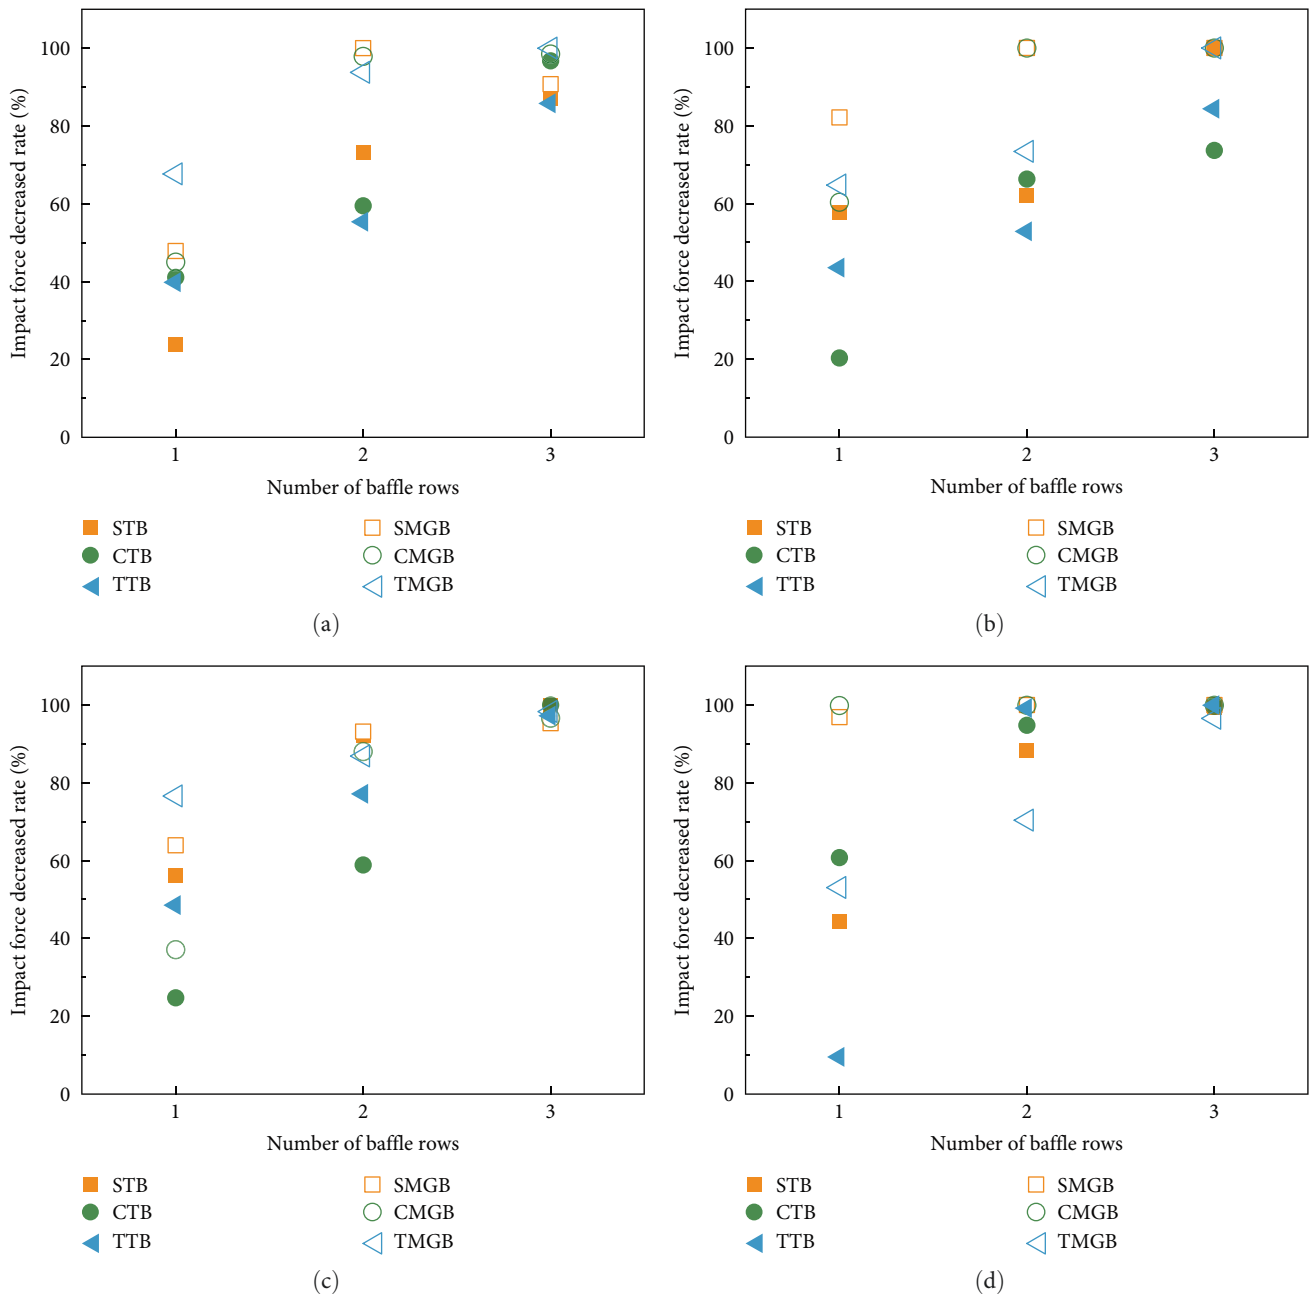 Impact force decreased rate (%)
100
80
60
40
20
0
1 2 3
Number of baffle rows
STB SMGB
CTB CMGB
TTB TMGB
(a)
Impact force decreased rate (%)
100
80
60
40
20
0
1 2 3
Number of baffle rows
STB SMGB
CTB CMGB
TTB TMGB
(b)
Impact force decreased rate (%)
100
80
60
40
20
0
1 2 3
Number of baffle rows
STB SMGB
CTB CMGB
TTB TMGB
(c)
Impact force decreased rate (%)
100
80
60
40
20
0
1 2 3
Number of baffle rows
STB SMGB
CTB CMGB
TTB TMGB
(d)